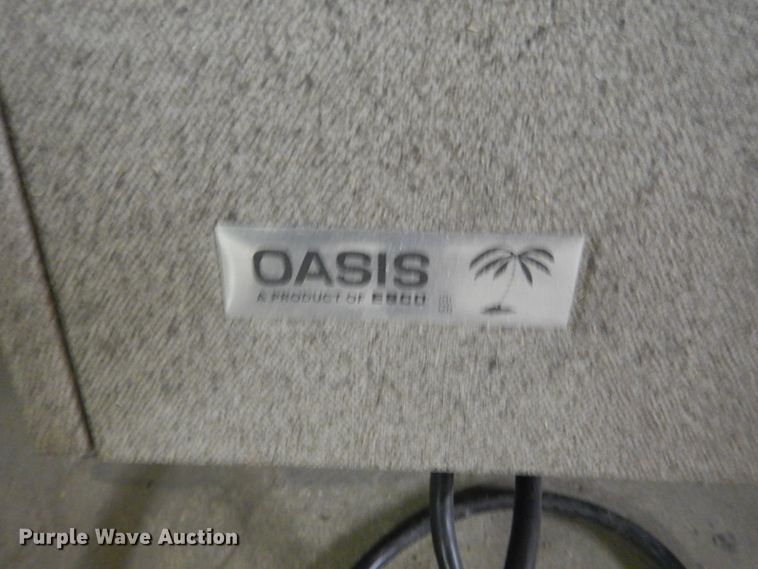 OASIS
A PRODUCT OF EBCO
Purple Wave Auction®